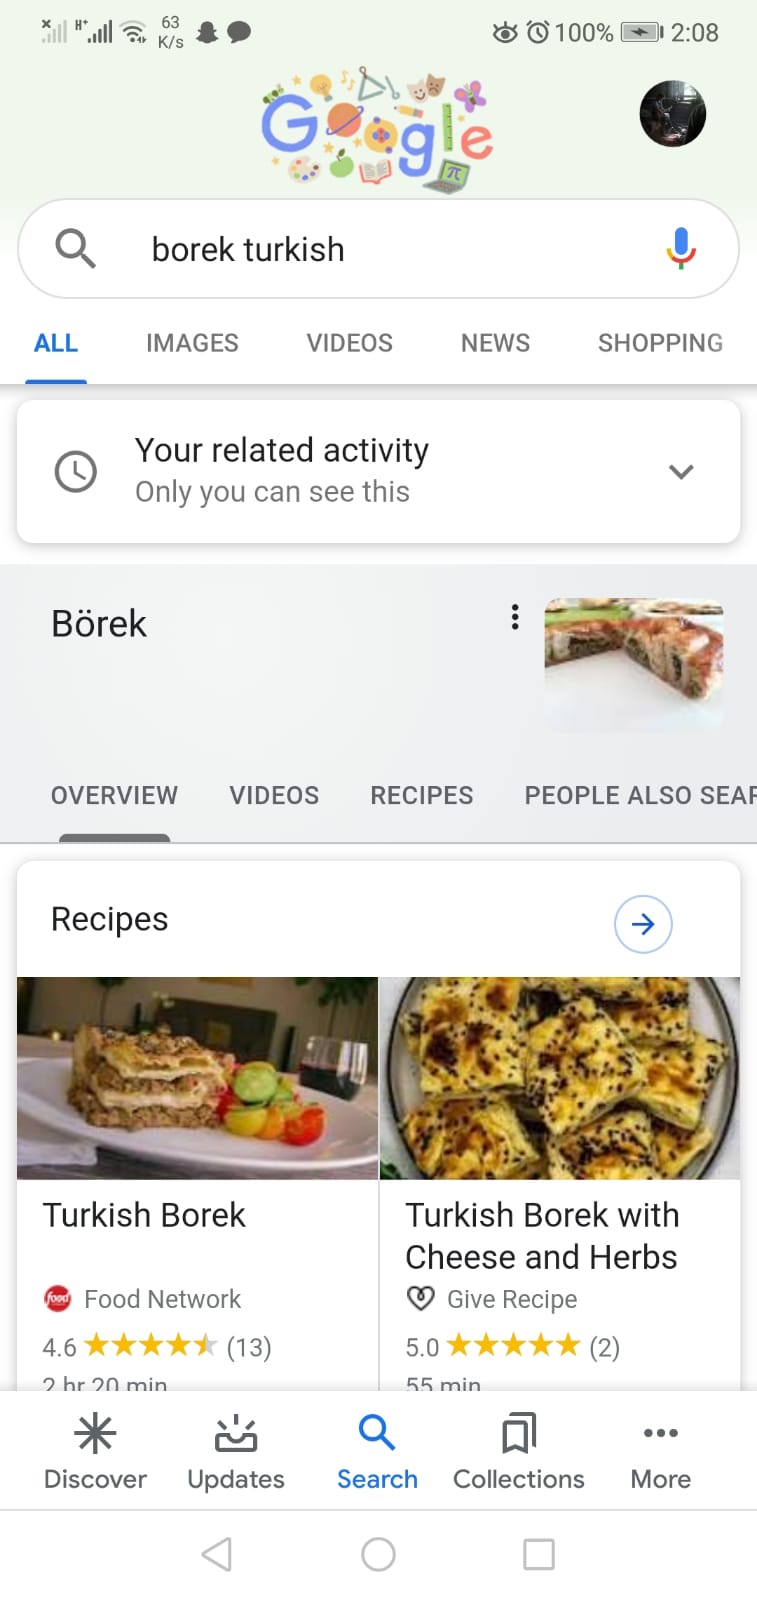 63
H+ K/s 100% 2:08
Google
borek turkish
ALL IMAGES VIDEOS NEWS SHOPPING
Your related activity
Only you can see this
Börek
OVERVIEW VIDEOS RECIPES PEOPLE ALSO SEAR
Recipes
Turkish Borek
Food Network
4.6 (13)
2 hr 20 min
Turkish Borek with
Cheese and Herbs
Give Recipe
5.0 (2)
55 min
Discover Updates Search Collections More